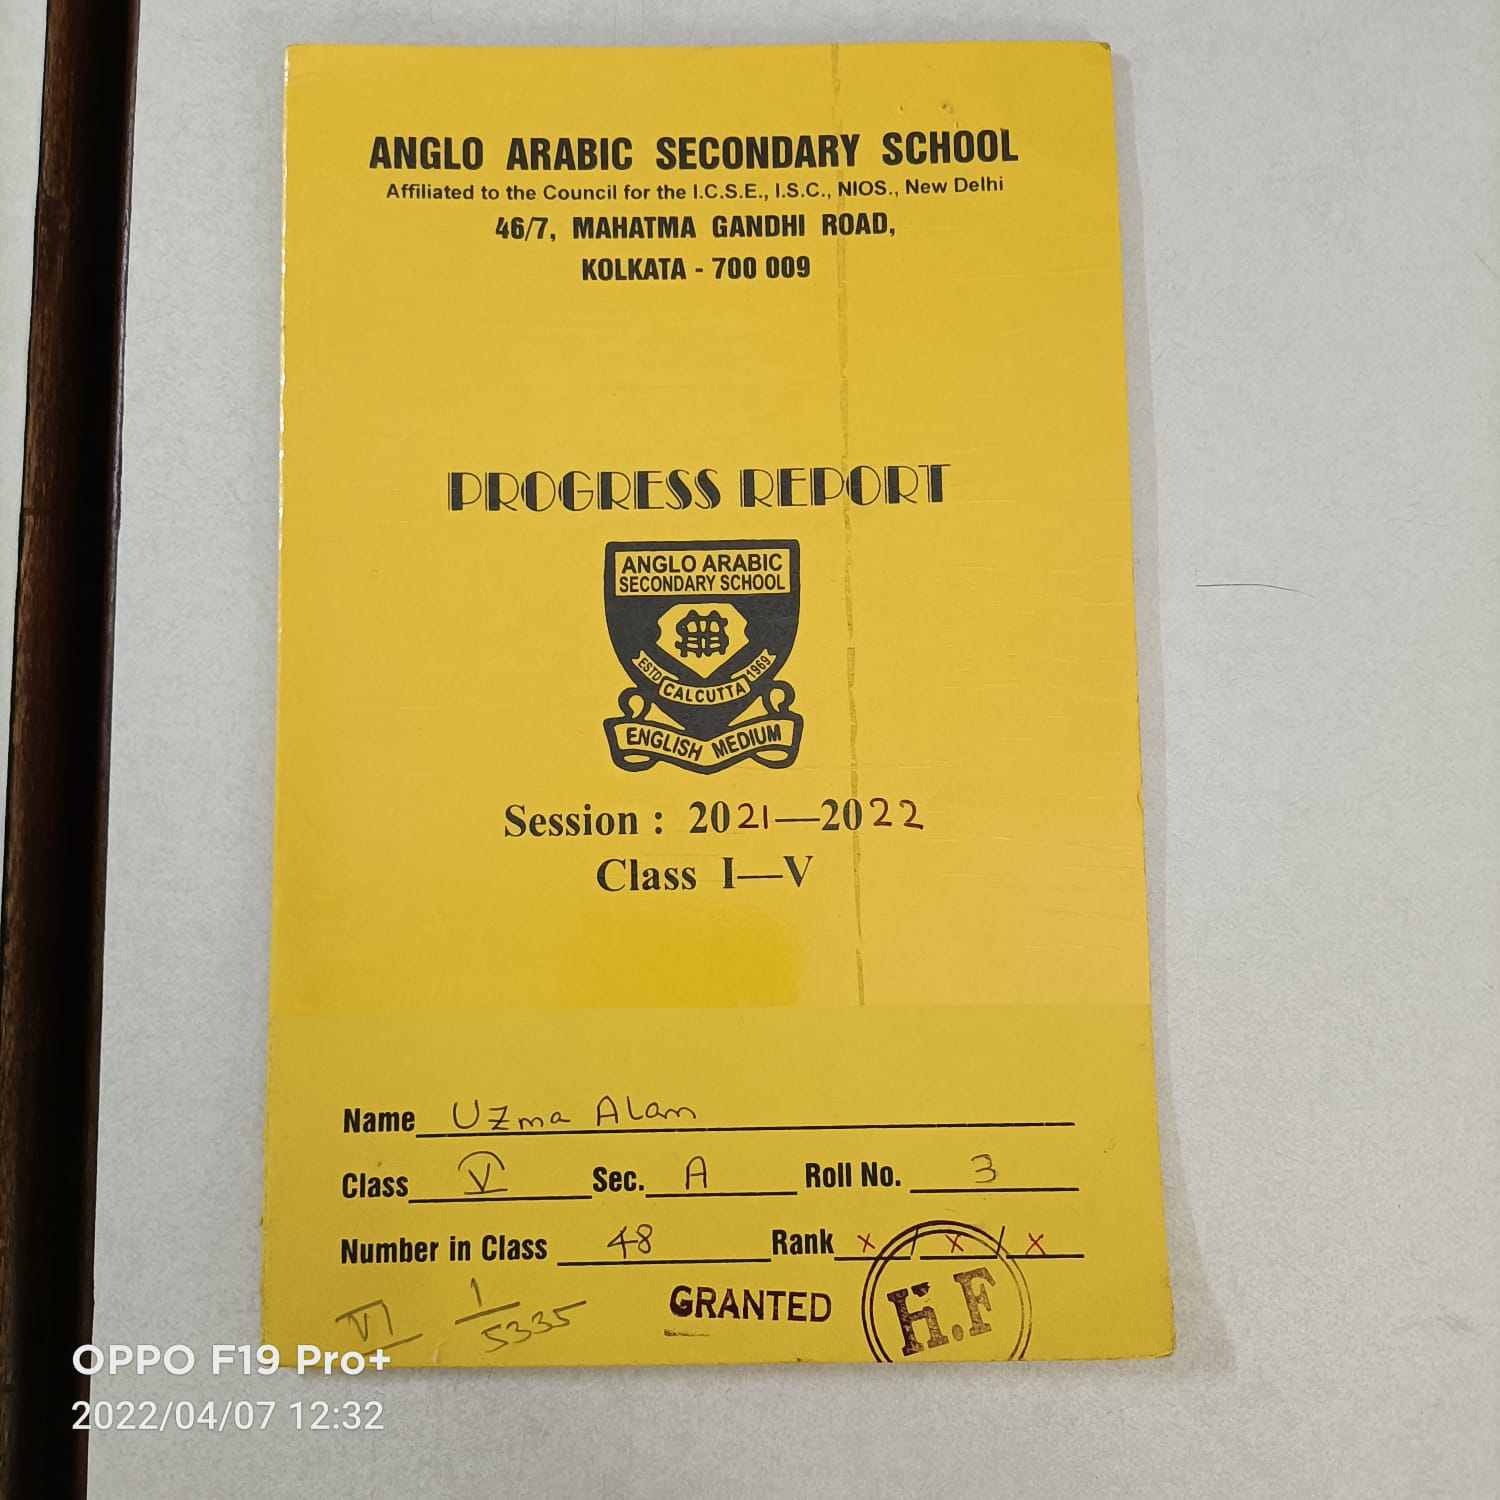 ANGLO ARABIC SECONDARY SCHOOL
Affiliated to the Council for the I.C.S.E., I.S.C., NIOS., New Delhi
46/7, MAHATMA GANDHI ROAD,
KOLKATA - 700 009
PROGRESS REPORT
ANGLO ARABIC
SECONDARY SCHOOL
ESTD 1969
CALCUTTA
ENGLISH MEDIUM
Session : 2021—2022
Class I—V
Name Uzma Alam
Class V Sec. A Roll No. 3
Number in Class 48 Rank x / x / x
GRANTED H.F
VI 1/5335
OPPO F19 Pro+
2022/04/07 12:32